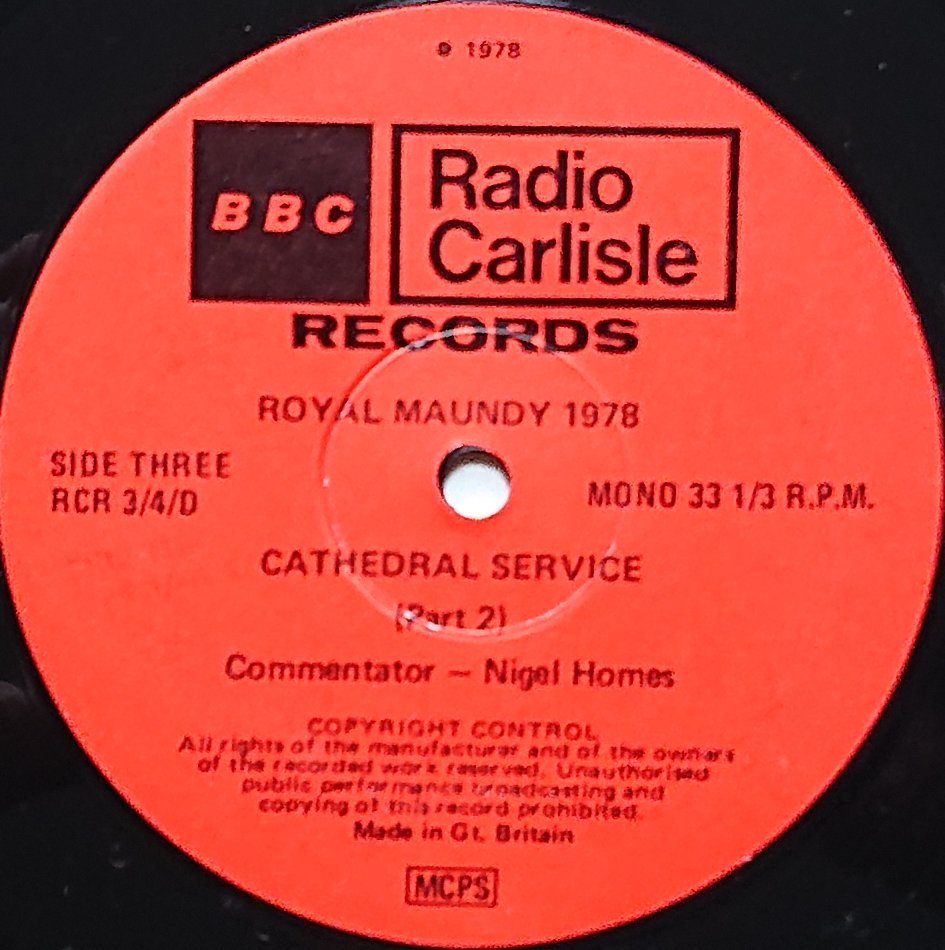 ℗ 1978
BBC
Radio
Carlisle
RECORDS
ROYAL MAUNDY 1978
SIDE THREE
RCR 3/4/D
MONO 33 1/3 R.P.M.
CATHEDRAL SERVICE
(Part 2)
Commentator — Nigel Homes
COPYRIGHT CONTROL
All rights of the manufacturer and of the owners
of the recorded work reserved. Unauthorised
public performance broadcasting and
copying of this record prohibited.
Made in Gt. Britain
MCPS